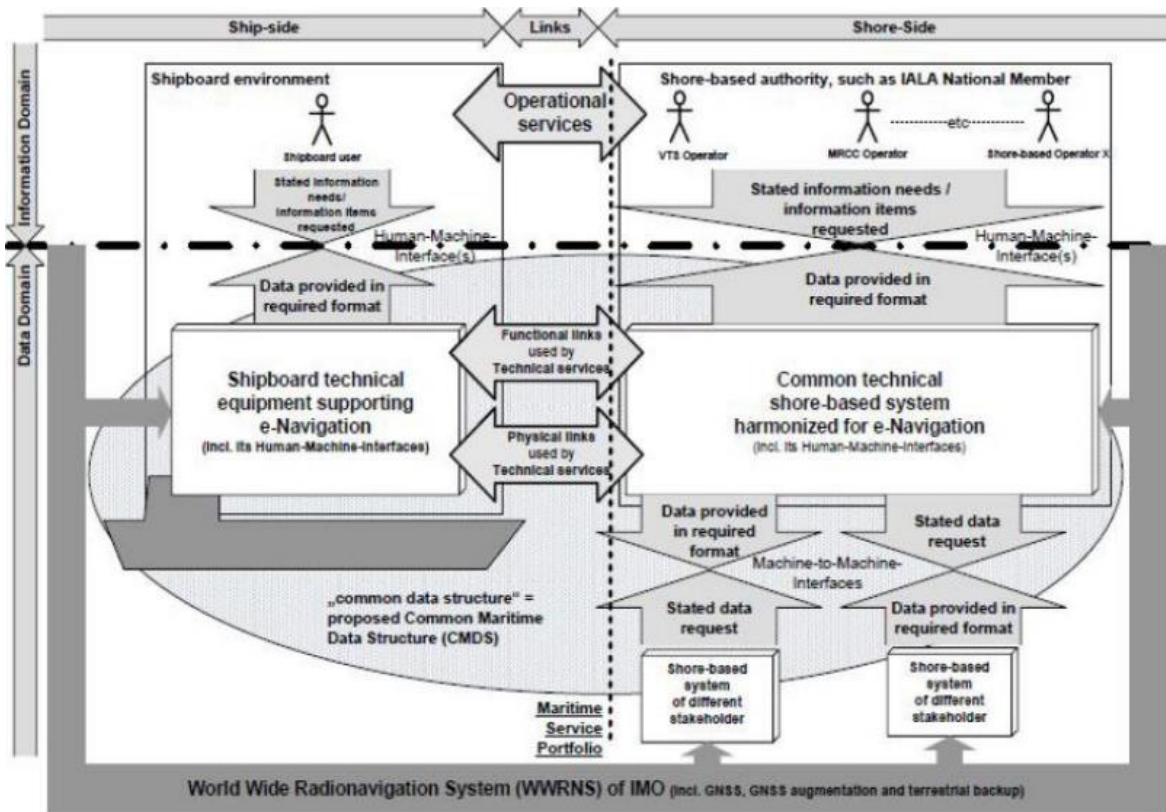 Ship-side
Links
Shore-Side
Information Domain
Data Domain
Shipboard environment
Shipboard user
Stated information
needs/
information items
requested
Human-Machine-
Interface(s)
Data provided in
required format
Shipboard technical
equipment supporting
e-Navigation
(incl. its Human-Machine-Interfaces)
Operational
services
Functional links
used by
Technical services
Physical links
used by
Technical services
Shore-based authority, such as IALA National Member
VTS Operator
MRCC Operator
etc
Shore-based Operator X
Stated information needs /
information items
requested
Human-Machine-
Interface(s)
Data provided in
required format
Common technical
shore-based system
harmonized for e-Navigation
(incl. its Human-Machine-Interfaces)
Data provided
in required
format
Stated data
request
Machine-to-Machine-
Interfaces
Stated data
request
Data provided
in required format
„common data structure“ =
proposed Common Maritime
Data Structure (CMDS)
Shore-based
system
of different
stakeholder
Shore-based
system
of different
stakeholder
Maritime
Service
Portfolio
World Wide Radionavigation System (WWRNS) of IMO (incl. GNSS, GNSS augmentation and terrestrial backup)